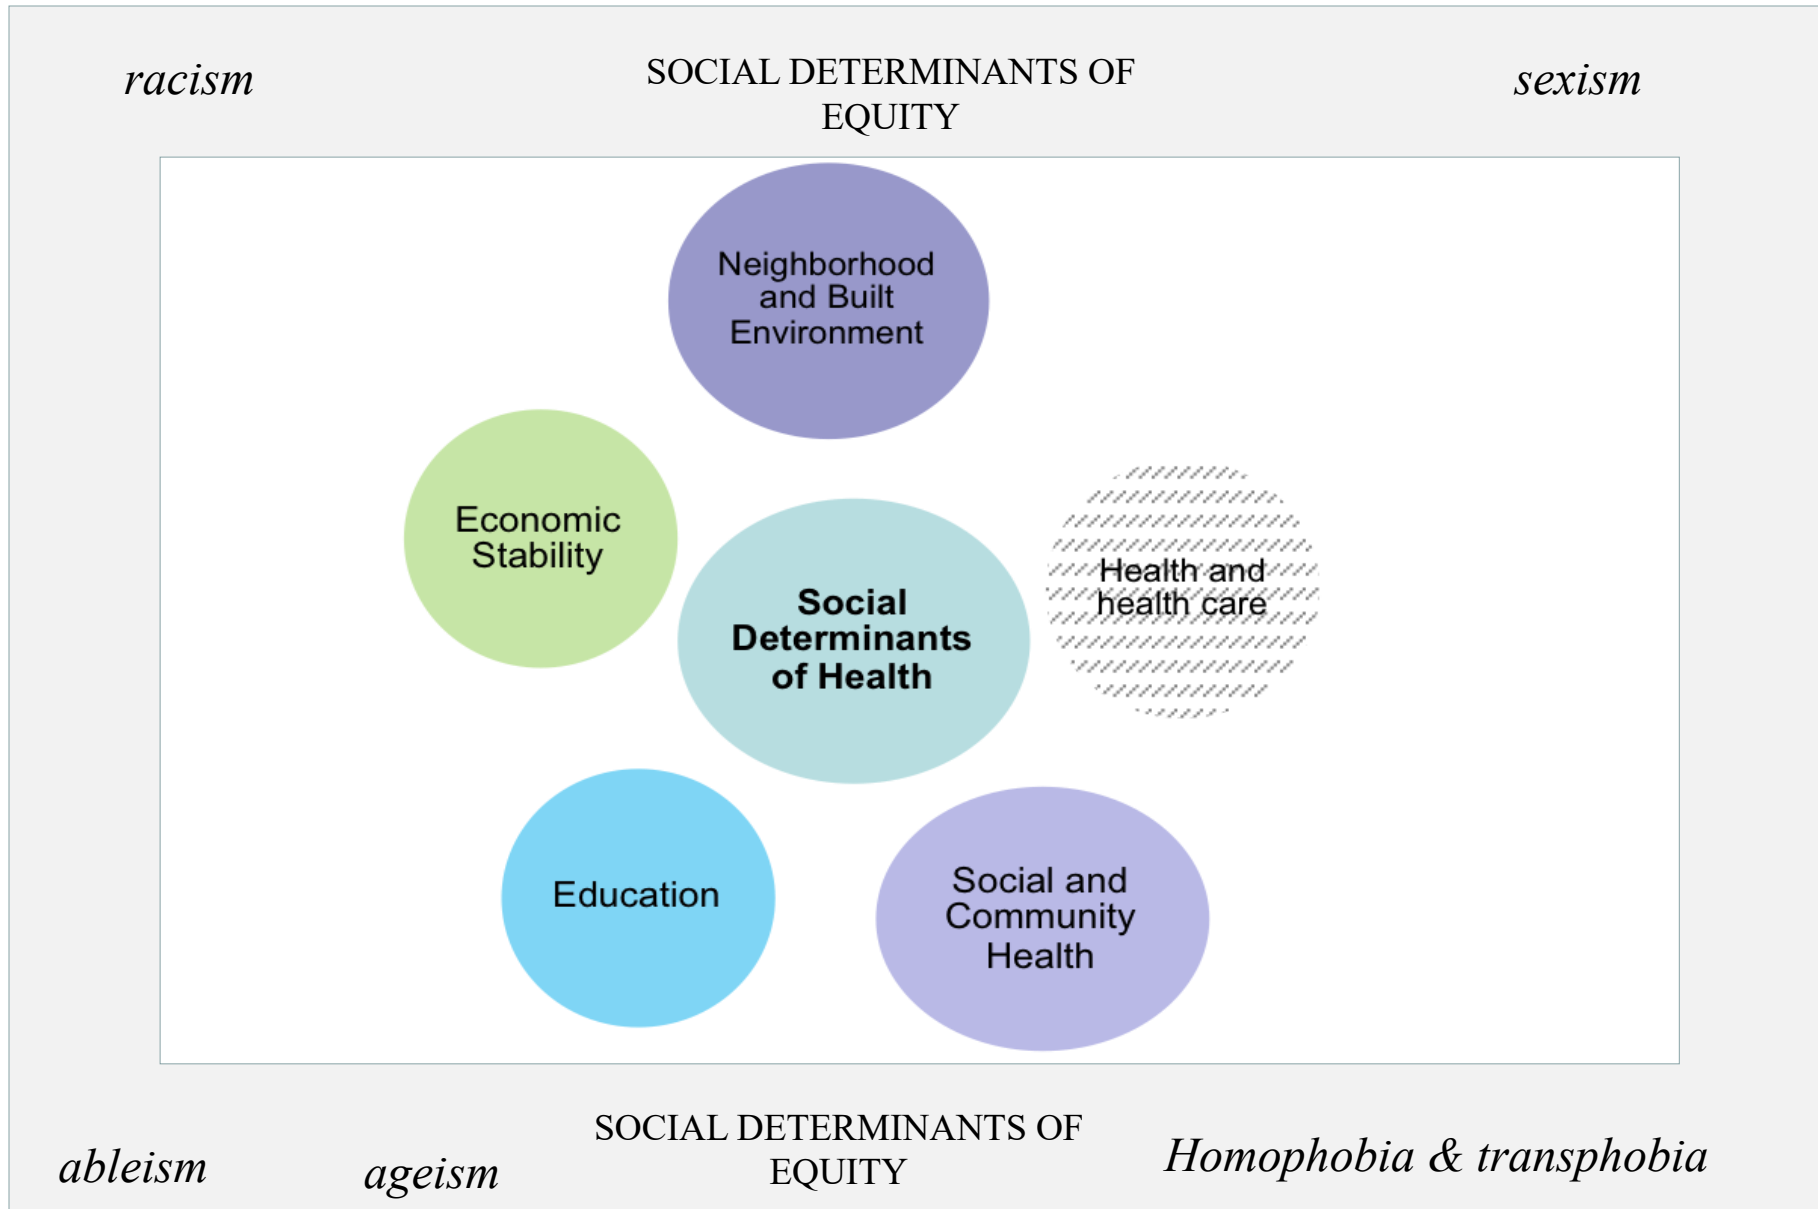 racism
SOCIAL DETERMINANTS OF
EQUITY
sexism
Neighborhood
and Built
Environment
Economic
Stability
Health and
health care
Social
Determinants
of Health
Education
Social and
Community
Health
ableism
ageism
SOCIAL DETERMINANTS OF
EQUITY
Homophobia & transphobia